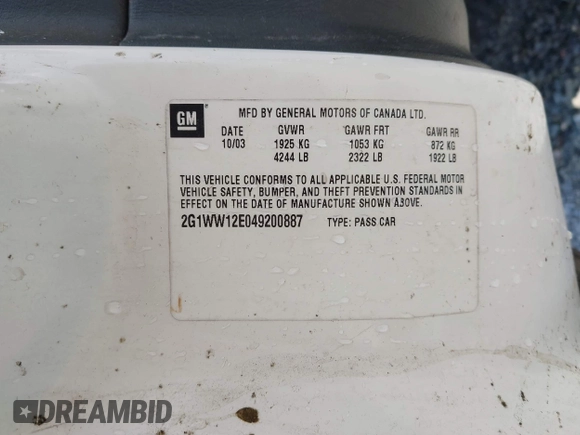 GM
MFD BY GENERAL MOTORS OF CANADA LTD.
DATE GVWR GAWR FRT GAWR RR
10/03 1925 KG 1053 KG 872 KG
4244 LB 2322 LB 1922 LB
THIS VEHICLE CONFORMS TO ALL APPLICABLE U.S. FEDERAL MOTOR
VEHICLE SAFETY, BUMPER, AND THEFT PREVENTION STANDARDS IN
EFFECT ON THE DATE OF MANUFACTURE SHOWN ABOVE.
2G1WW12E049200887 TYPE: PASS CAR
DREAMBID